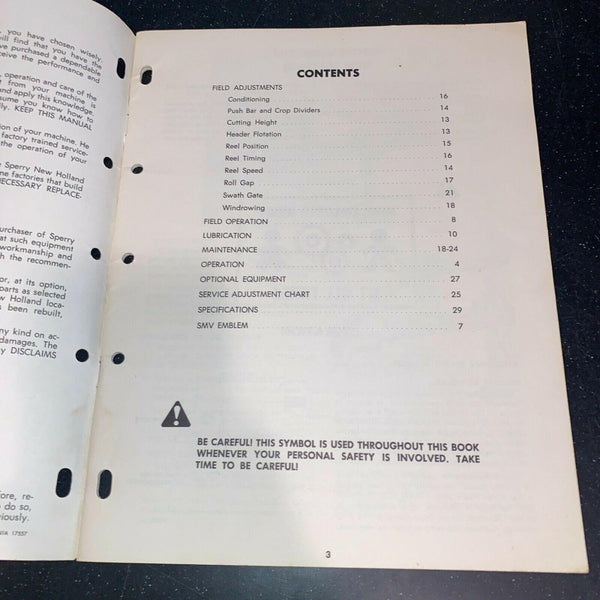 you have chosen wisely.
will find that you have the
ve purchased a dependable
ceive the performance and
operation and care of the
t from your machine is
and apply this knowledge.
sume you know how to
ly. KEEP THIS MANUAL
on of your machine. He
factory trained service-
the operation of your
Sperry New Holland
ne factories that build
NECESSARY REPLACE-
urchaser of Sperry
at such equipment
workmanship and
h the recommen-
or, at its option,
parts as selected
w Holland loca-
s been rebuilt,
ny kind on ac-
damages. The
y DISCLAIMS
ore, re-
do so,
iously.
17557
CONTENTS
FIELD ADJUSTMENTS
Conditioning 16
Push Bar and Crop Dividers 14
Cutting Height 13
Header Flotation 13
Reel Position 15
Reel Timing 16
Reel Speed 14
Roll Gap 17
Swath Gate 21
Windrowing 18
FIELD OPERATION 8
LUBRICATION 10
MAINTENANCE 18-24
OPERATION 4
OPTIONAL EQUIPMENT 27
SERVICE ADJUSTMENT CHART 25
SPECIFICATIONS 29
SMV EMBLEM 7
BE CAREFUL! THIS SYMBOL IS USED THROUGHOUT THIS BOOK
WHENEVER YOUR PERSONAL SAFETY IS INVOLVED. TAKE
TIME TO BE CAREFUL!
3